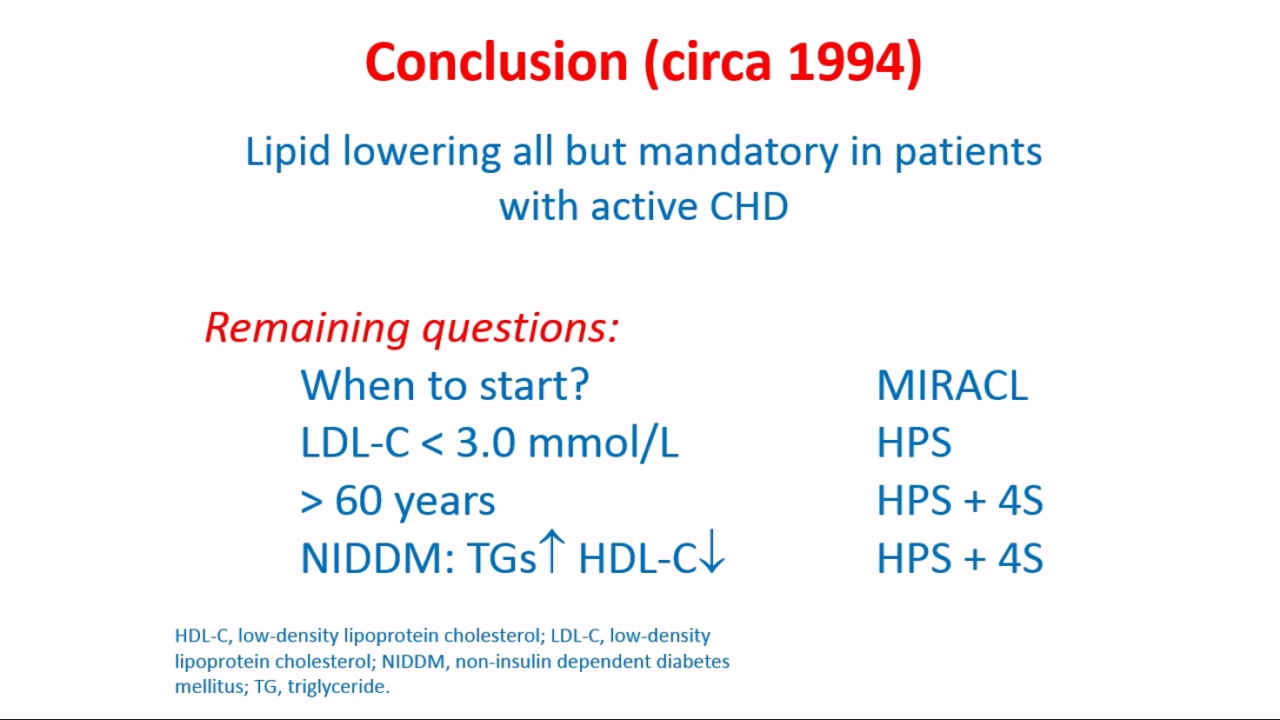 Conclusion (circa 1994)
Lipid lowering all but mandatory in patients
with active CHD
Remaining questions:
When to start? MIRACL
LDL-C < 3.0 mmol/L HPS
> 60 years HPS + 4S
NIDDM: TGs↑ HDL-C↓ HPS + 4S
HDL-C, low-density lipoprotein cholesterol; LDL-C, low-density
lipoprotein cholesterol; NIDDM, non-insulin dependent diabetes
mellitus; TG, triglyceride.